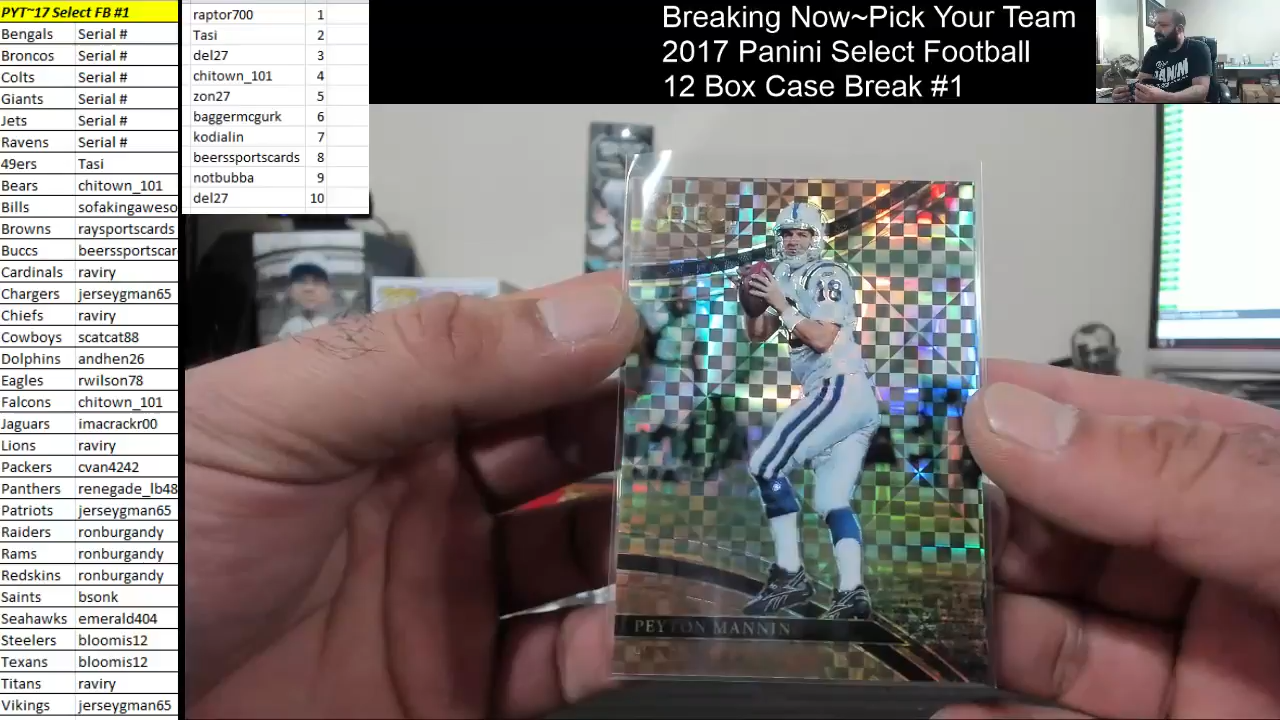 PYT~17 Select FB #1
Bengals Serial #
Broncos Serial #
Colts Serial #
Giants Serial #
Jets Serial #
Ravens Serial #
49ers Tasi
Bears chitown_101
Bills sofakingaweso
Browns raysportscards
Buccs beerssportscar
Cardinals raviry
Chargers jerseygman65
Chiefs raviry
Cowboys scatcat88
Dolphins andhen26
Eagles rwilson78
Falcons chitown_101
Jaguars imacrackr00
Lions raviry
Packers cvan4242
Panthers renegade_lb48
Patriots jerseygman65
Raiders ronburgandy
Rams ronburgandy
Redskins ronburgandy
Saints bsonk
Seahawks emerald404
Steelers bloomis12
Texans bloomis12
Titans raviry
Vikings jerseygman65
raptor700 1
Tasi 2
del27 3
chitown_101 4
zon27 5
baggermcgurk 6
kodialin 7
beerssportscards 8
notbubba 9
del27 10
Breaking Now~Pick Your Team
2017 Panini Select Football
12 Box Case Break #1
18
PEYTON MANNIN